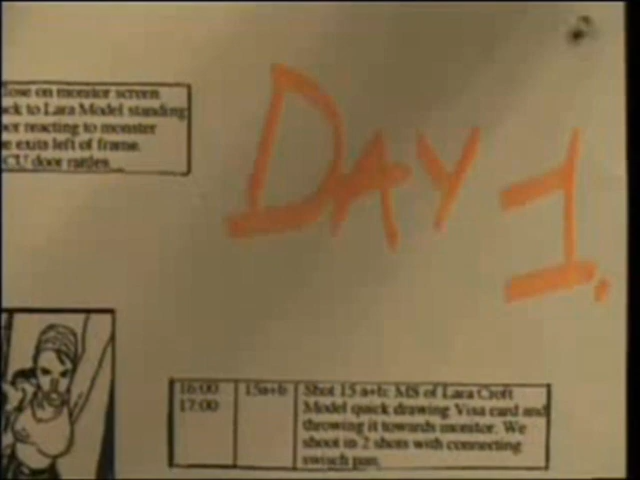 DAY 1.
lose on monitor screen
ck to Lara Model standing
or reacting to monster
e exits left of frame.
CU door rattles...
16:00 15a+b Shot 15 a+b: MS of Lara Croft
17:00 Model quick drawing Visa card and
throwing it towards monitor. We
shoot in 2 shots with connecting
swisch pan.